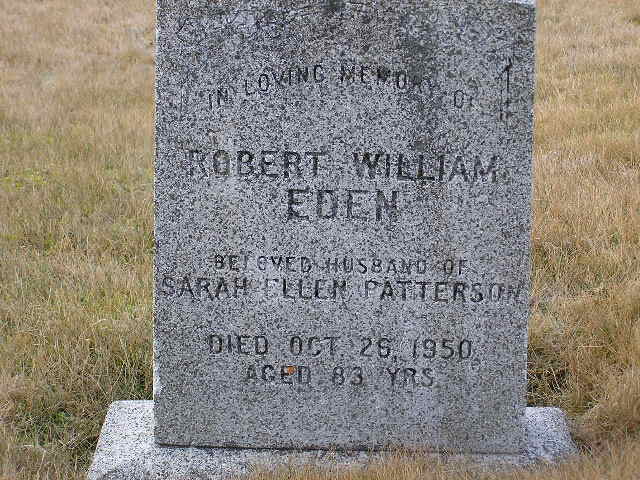 IN LOVING MEMORY OF
ROBERT WILLIAM
EDEN
BELOVED HUSBAND OF
SARAH ELLEN PATTERSON
DIED OCT. 26, 1950
AGED 83 YRS.